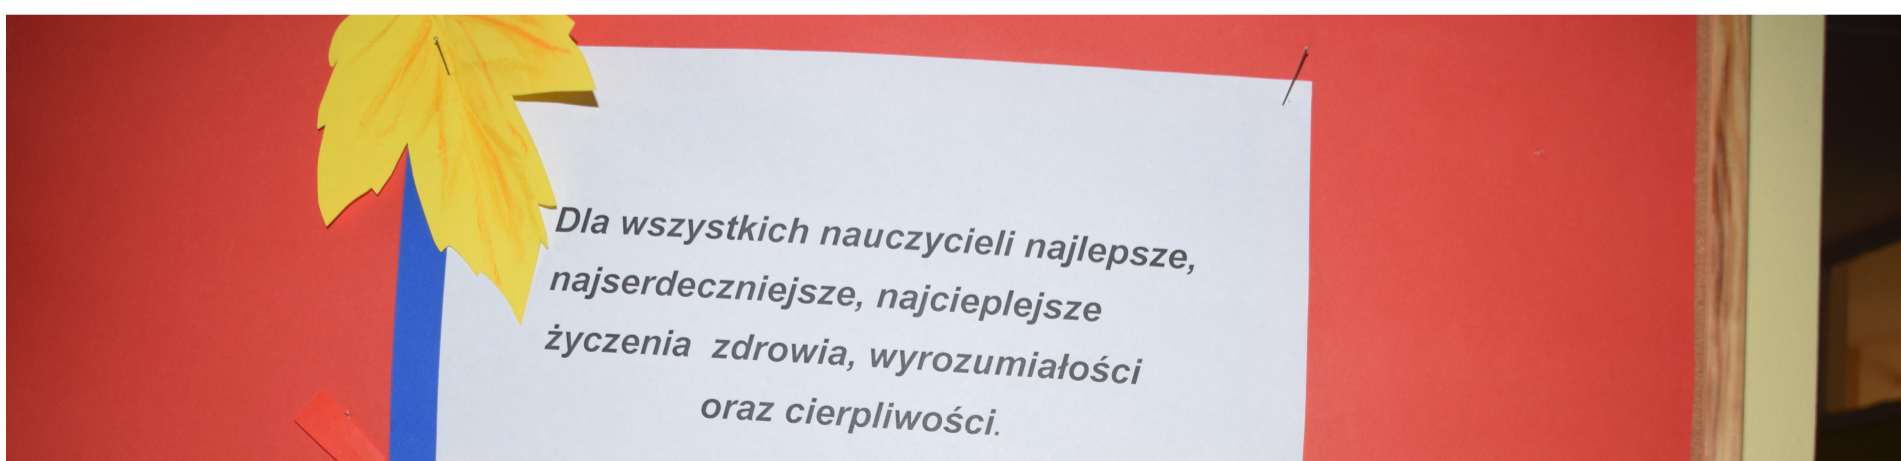 Dla wszystkich nauczycieli najlepsze,
najserdeczniejsze, najcieplejsze
życzenia zdrowia, wyrozumiałości
oraz cierpliwości.